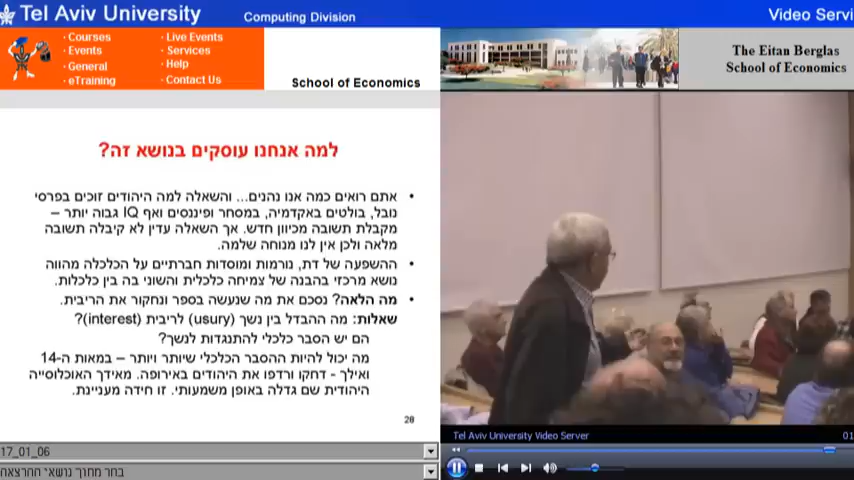 Tel Aviv University
Computing Division
Video Servi
· Courses
· Events
· General
· eTraining
· Live Events
· Services
· Help
· Contact Us
School of Economics
The Eitan Berglas
School of Economics
למה אנחנו עוסקים בנושא זה?
• אתם רואים כמה אנו נהנים... והשאלה למה היהודים זוכים בפרסי
נובל, בולטים באקדמיה, במסחר ופיננסים ואף IQ גבוה יותר –
מקבלת תשובה מכיוון חדש. אך השאלה עדין לא קיבלה תשובה
מלאה ולכן אין לנו מנוחה שלמה.
• ההשפעה של דת, נורמות ומוסדות חברתיים על הכלכלה מהווה
נושא מרכזי בהבנה של צמיחה כלכלית והשוני בה בין כלכלות.
• מה הלאה? נסכם את מה שנעשה בספר ונחקור את הריבית.
שאלות: מה ההבדל בין נשך (usury) לריבית (interest)?
הם יש הסבר כלכלי להתנגדות לנשך?
מה יכול להיות ההסבר הכלכלי שיותר ויותר – במאות ה-14
ואילך - דחקו ורדפו את היהודים באירופה. מאידך האוכלוסייה
היהודית שם גדלה באופן משמעותי. זו חידה מעניינת.
28
17_01_06
בחר מתוך נושאי ההרצאה
Tel Aviv University Video Server
01